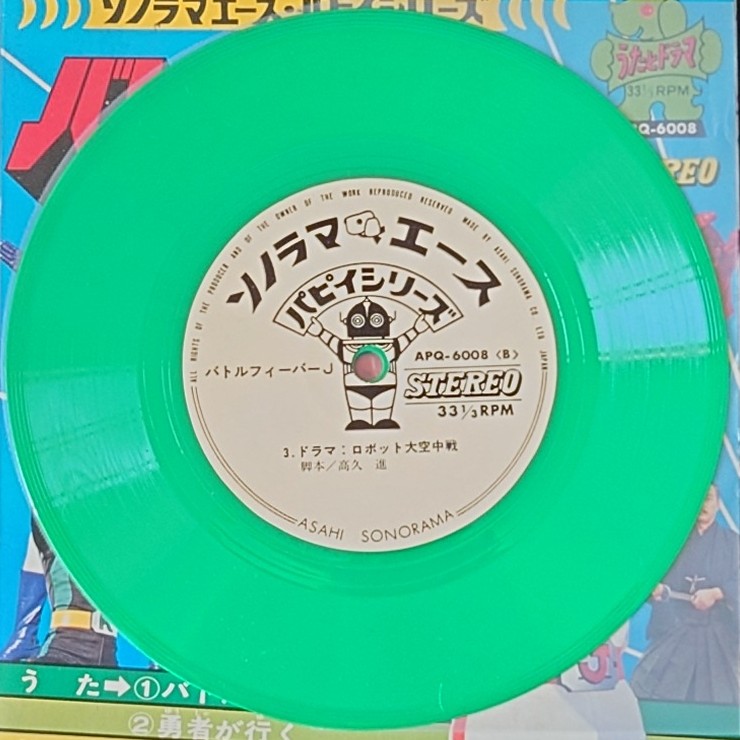 ソノラマエース・パピイシリーズ
うたとドラマ
33⅓RPM
Q-6008
REO
バ
ALL RIGHTS OF THE PRODUCER AND OF THE OWNER OF THE WORK REPRODUCED RESERVED. MADE BY ASAHI SONORAMA CO LTD JAPAN
ソノラマエース
パピイシリーズ
バトルフィーバーJ
APQ-6008〈B〉
STEREO
33⅓RPM
3.ドラマ:ロボット大空中戦
脚本/高久 進
ASAHI SONORAMA
うた➡①バト
②勇者が行く